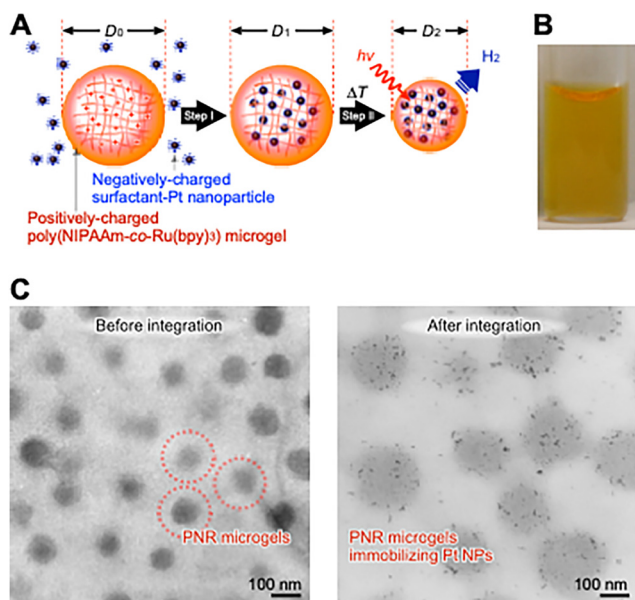 A
B
D0
D1
D2
hν
H2
ΔT
Step I
Step II
Negatively-charged
surfactant-Pt nanoparticle
Positively-charged
poly(NIPAAm-co-Ru(bpy)3) microgel
C
Before integration
After integration
PNR microgels
100 nm
PNR microgels
immobilizing Pt NPs
100 nm